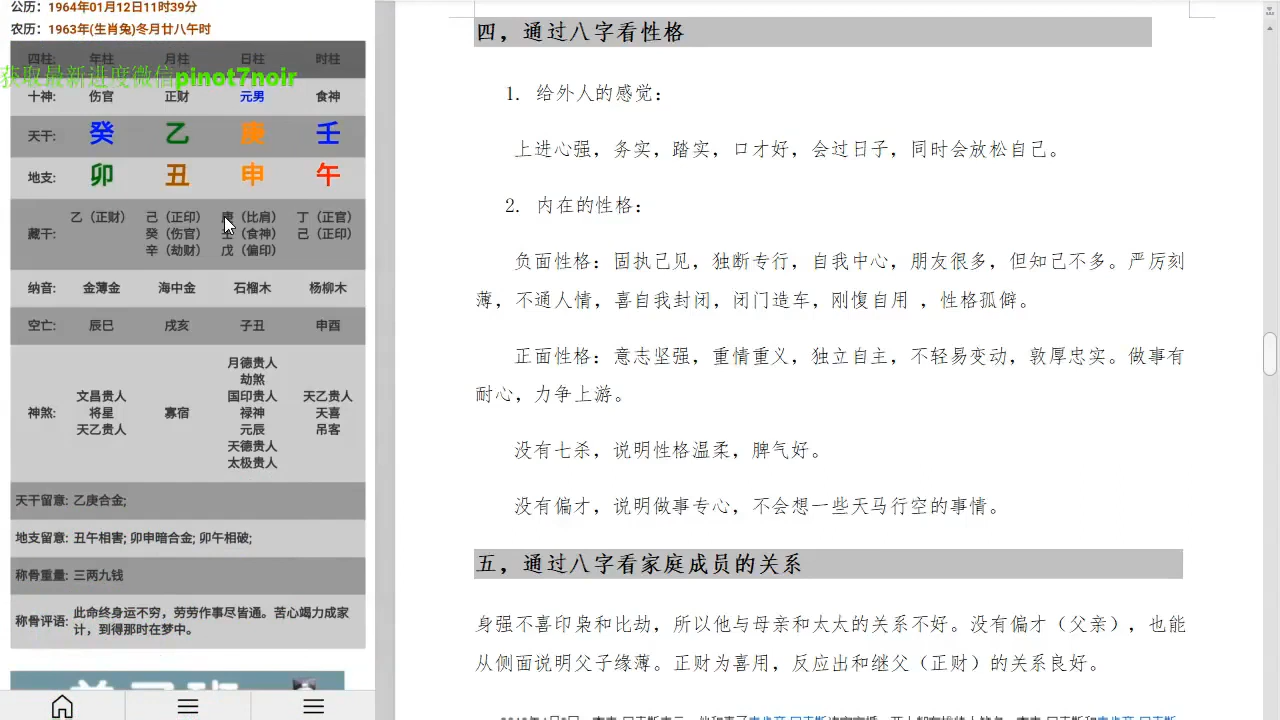 公历: 1964年01月12日11时39分
农历: 1963年(生肖兔)冬月廿八午时
四柱: 年柱 月柱 日柱 时柱
获取最新进度微信pinot7noir
十神: 伤官 正财 元男 食神
天干: 癸 乙 庚 壬
地支: 卯 丑 申 午
藏干: 乙（正财） 己（正印） 庚（比肩） 丁（正官）
癸（伤官） 壬（食神） 己（正印）
辛（劫财） 戊（偏印）
纳音: 金薄金 海中金 石榴木 杨柳木
空亡: 辰巳 戌亥 子丑 申酉
神煞: 文昌贵人 寡宿 月德贵人 天乙贵人
将星 劫煞 天喜
天乙贵人 国印贵人 吊客
禄神
元辰
天德贵人
太极贵人
天干留意: 乙庚合金;
地支留意: 丑午相害; 卯申暗合金; 卯午相破;
称骨重量: 三两九钱
称骨评语: 此命终身运不穷，劳劳作事尽皆通。苦心竭力成家
计，到得那时在梦中。
四，通过八字看性格
1. 给外人的感觉：
上进心强，务实，踏实，口才好，会过日子，同时会放松自己。
2. 内在的性格：
负面性格：固执己见，独断专行，自我中心，朋友很多，但知己不多。严厉刻
薄，不通人情，喜自我封闭，闭门造车，刚愎自用 ，性格孤僻。
正面性格：意志坚强，重情重义，独立自主，不轻易变动，敦厚忠实。做事有
耐心，力争上游。
没有七杀，说明性格温柔，脾气好。
没有偏才，说明做事专心，不会想一些天马行空的事情。
五，通过八字看家庭成员的关系
身强不喜印枭和比劫，所以他与母亲和太太的关系不好。没有偏才（父亲），也能
从侧面说明父子缘薄。正财为喜用，反应出和继父（正财）的关系良好。